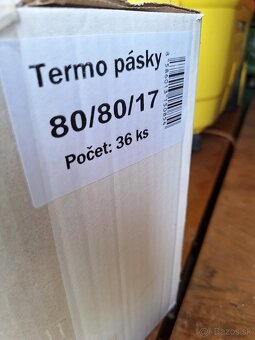 Termo pásky
80/80/17
Počet: 36 ks
Bazos.sk